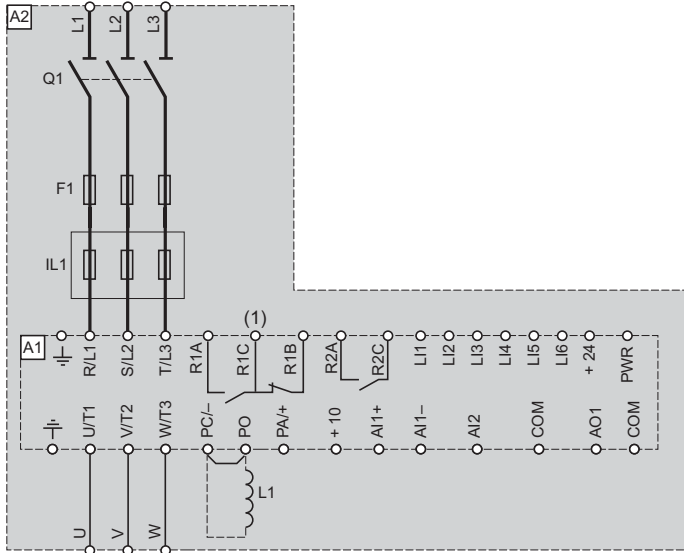 A2
L1 L2 L3
Q1
F1
IL1
(1)
A1
R/L1 S/L2 T/L3 R1A R1C R1B R2A R2C LI1 LI2 LI3 LI4 LI5 LI6 + 24 PWR
U/T1 V/T2 W/T3 PC/– PO PA/+ + 10 AI1+ AI1– AI2 COM AO1 COM
L1
U V W